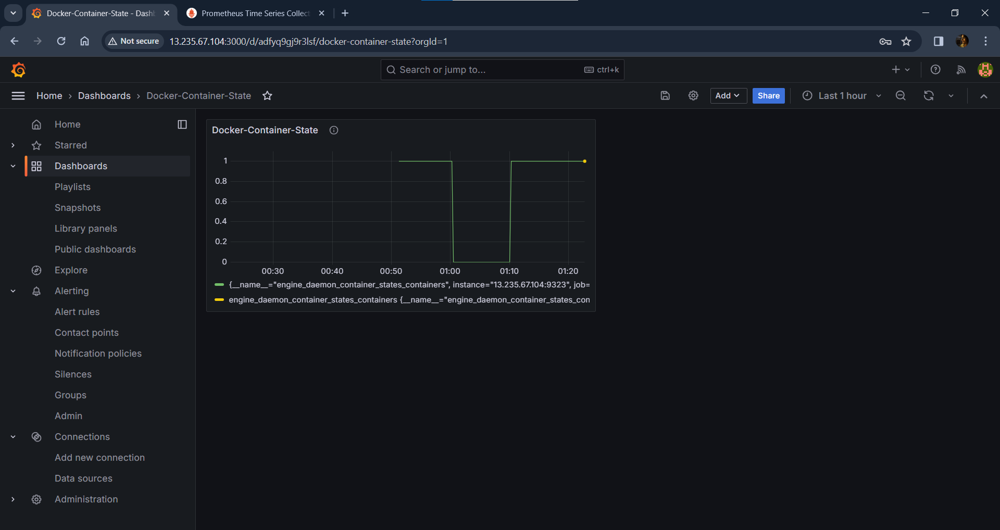 Docker-Container-State - Dashb
Prometheus Time Series Collect
Not secure
13.235.67.104:3000/d/adfyq9gj9r3lsf/docker-container-state?orgId=1
Search or jump to...
ctrl+k
Home
Dashboards
Docker-Container-State
Add
Share
Last 1 hour
Home
Starred
Dashboards
Playlists
Snapshots
Library panels
Public dashboards
Explore
Alerting
Alert rules
Contact points
Notification policies
Silences
Groups
Admin
Connections
Add new connection
Data sources
Administration
Docker-Container-State
1
0.8
0.6
0.4
0.2
0
00:30 00:40 00:50 01:00 01:10 01:20
{__name__="engine_daemon_container_states_containers", instance="13.235.67.104:9323", job=
engine_daemon_container_states_containers {__name__="engine_daemon_container_states_con